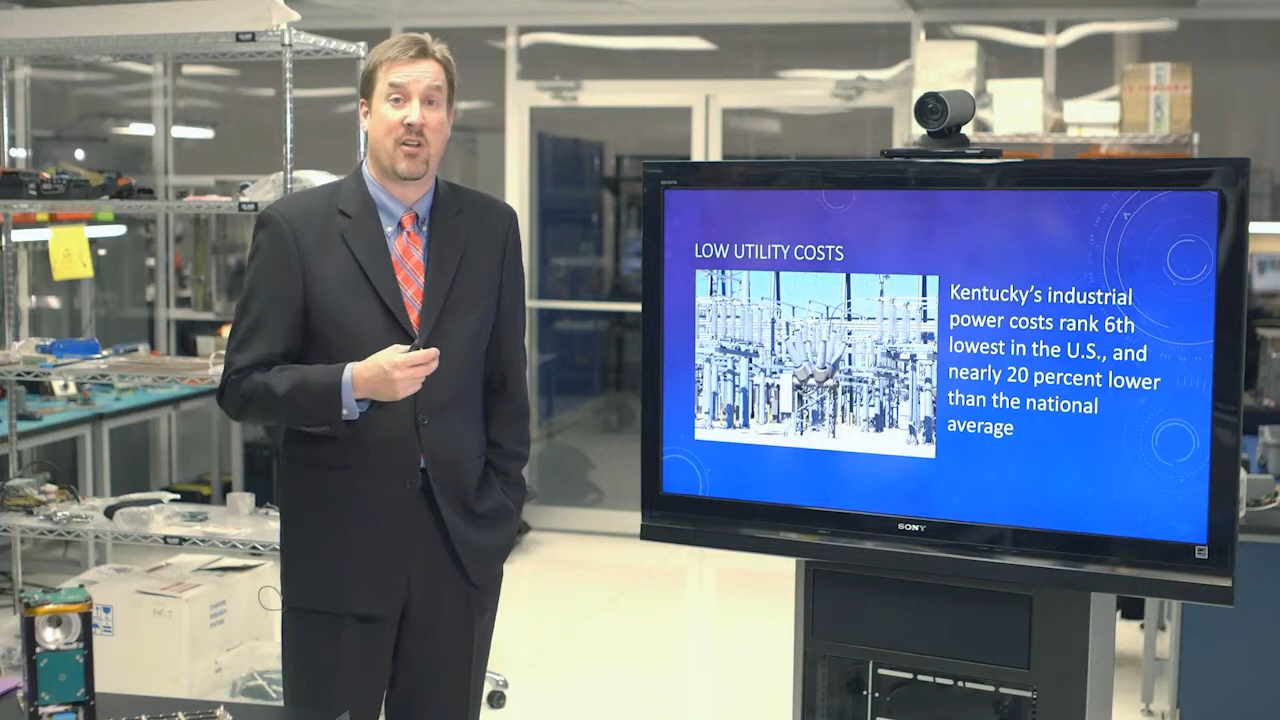 LOW UTILITY COSTS
Kentucky's industrial
power costs rank 6th
lowest in the U.S., and
nearly 20 percent lower
than the national
average
SONY